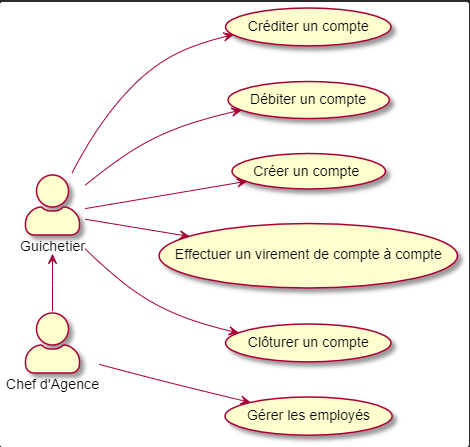 Créditer un compte
Débiter un compte
Créer un compte
Guichetier
Effectuer un virement de compte à compte
Clôturer un compte
Chef d'Agence
Gérer les employés